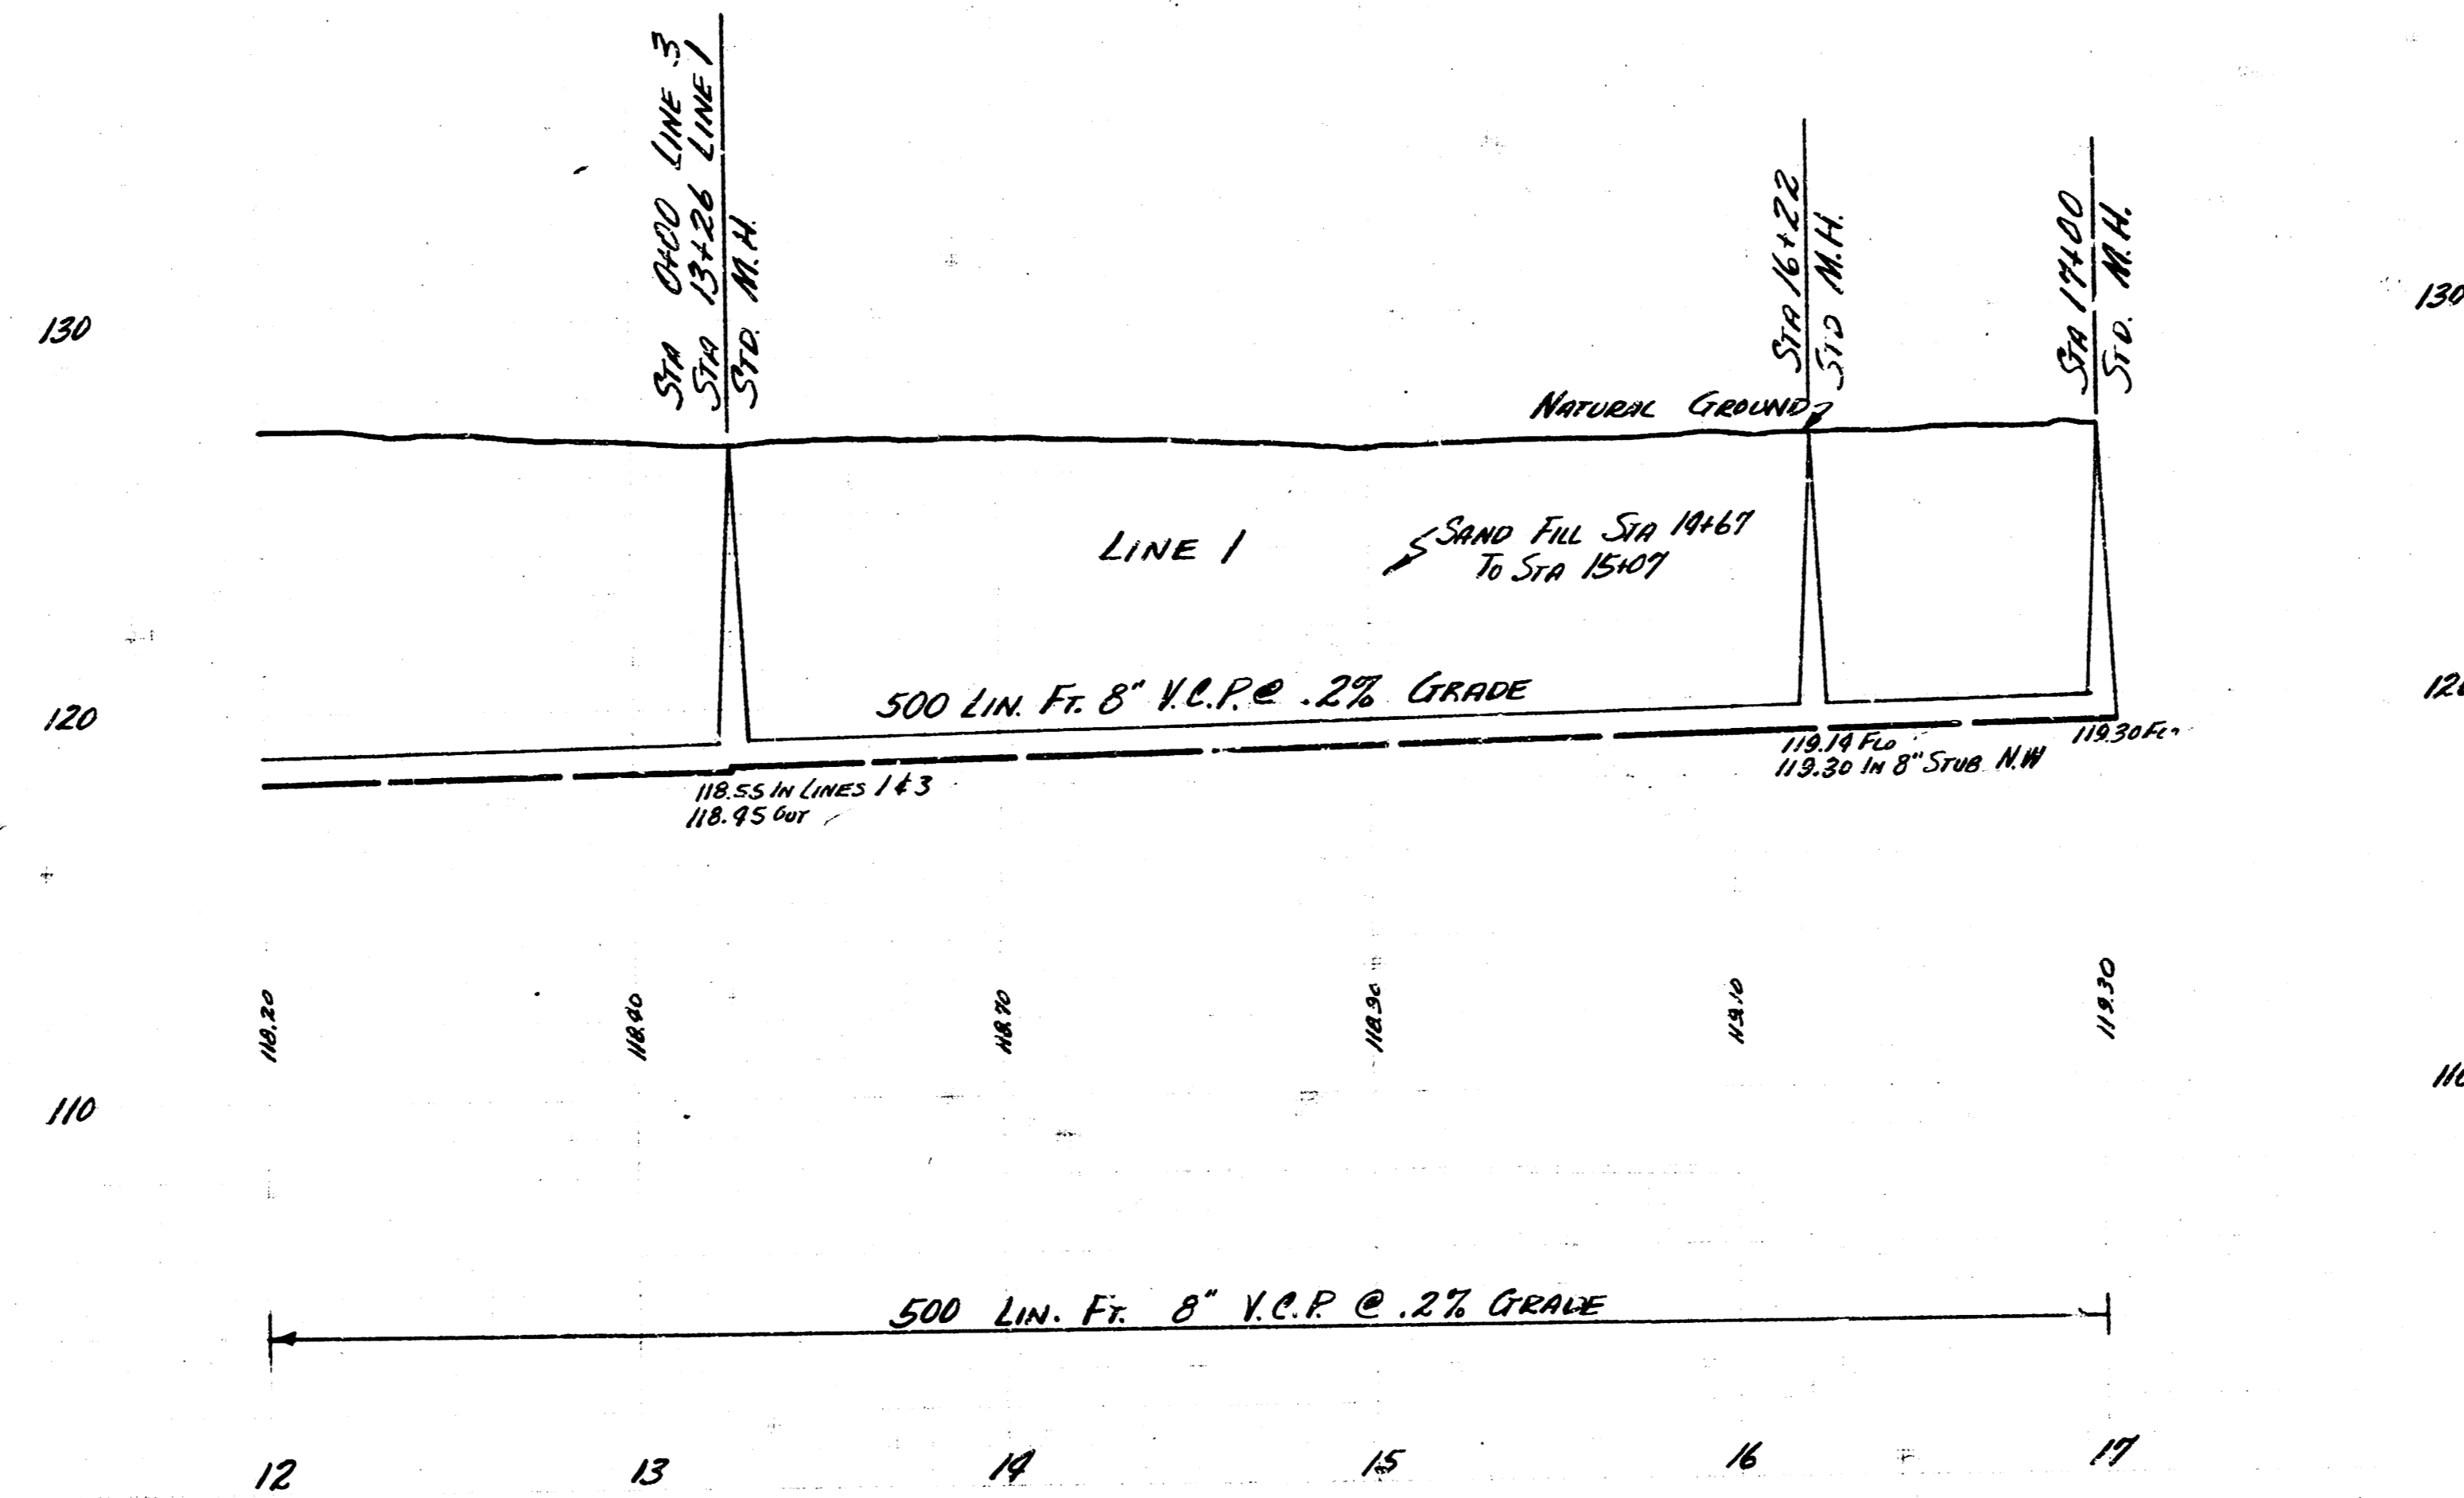 STA 0+00 LINE 3
STA 13+26 LINE 1
STD. M.H.
STA 16+22
STD M.H.
STA 17+00
STD. M.H.
130
130
NATURAL GROUND
LINE 1
SAND FILL STA 14+67
TO STA 15+07
500 LIN. FT. 8" V.C.P. @ .2% GRADE
120
120
119.14 FLO
119.30 IN 8" STUB N.W
119.30 FLO
118.55 IN LINES 1 & 3
118.45 OUT
118.20
118.40
118.70
118.90
119.10
119.30
110
110
500 LIN. FT. 8" V.C.P. @ .2% GRADE
12
13
14
15
16
17